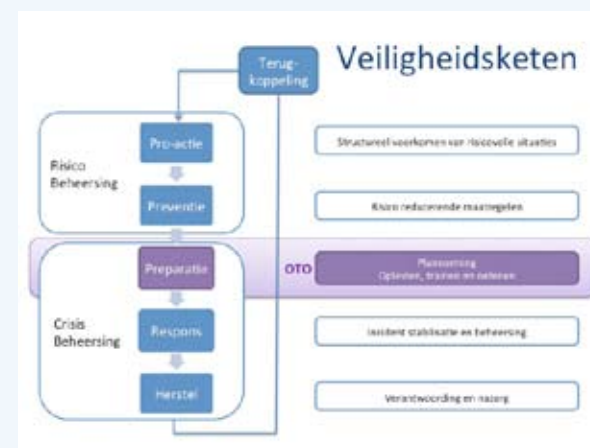 Veiligheidsketen
Terug-
koppeling
Risico
Beheersing
Pro-actie
Structureel voorkomen van risicovolle situaties
Preventie
Risico reducerende maatregelen
Preparatie
OTO
Planvorming
Opleiden, trainen en oefenen
Crisis
Beheersing
Respons
Incident stabilisatie en beheersing
Herstel
Verantwoording en nazorg